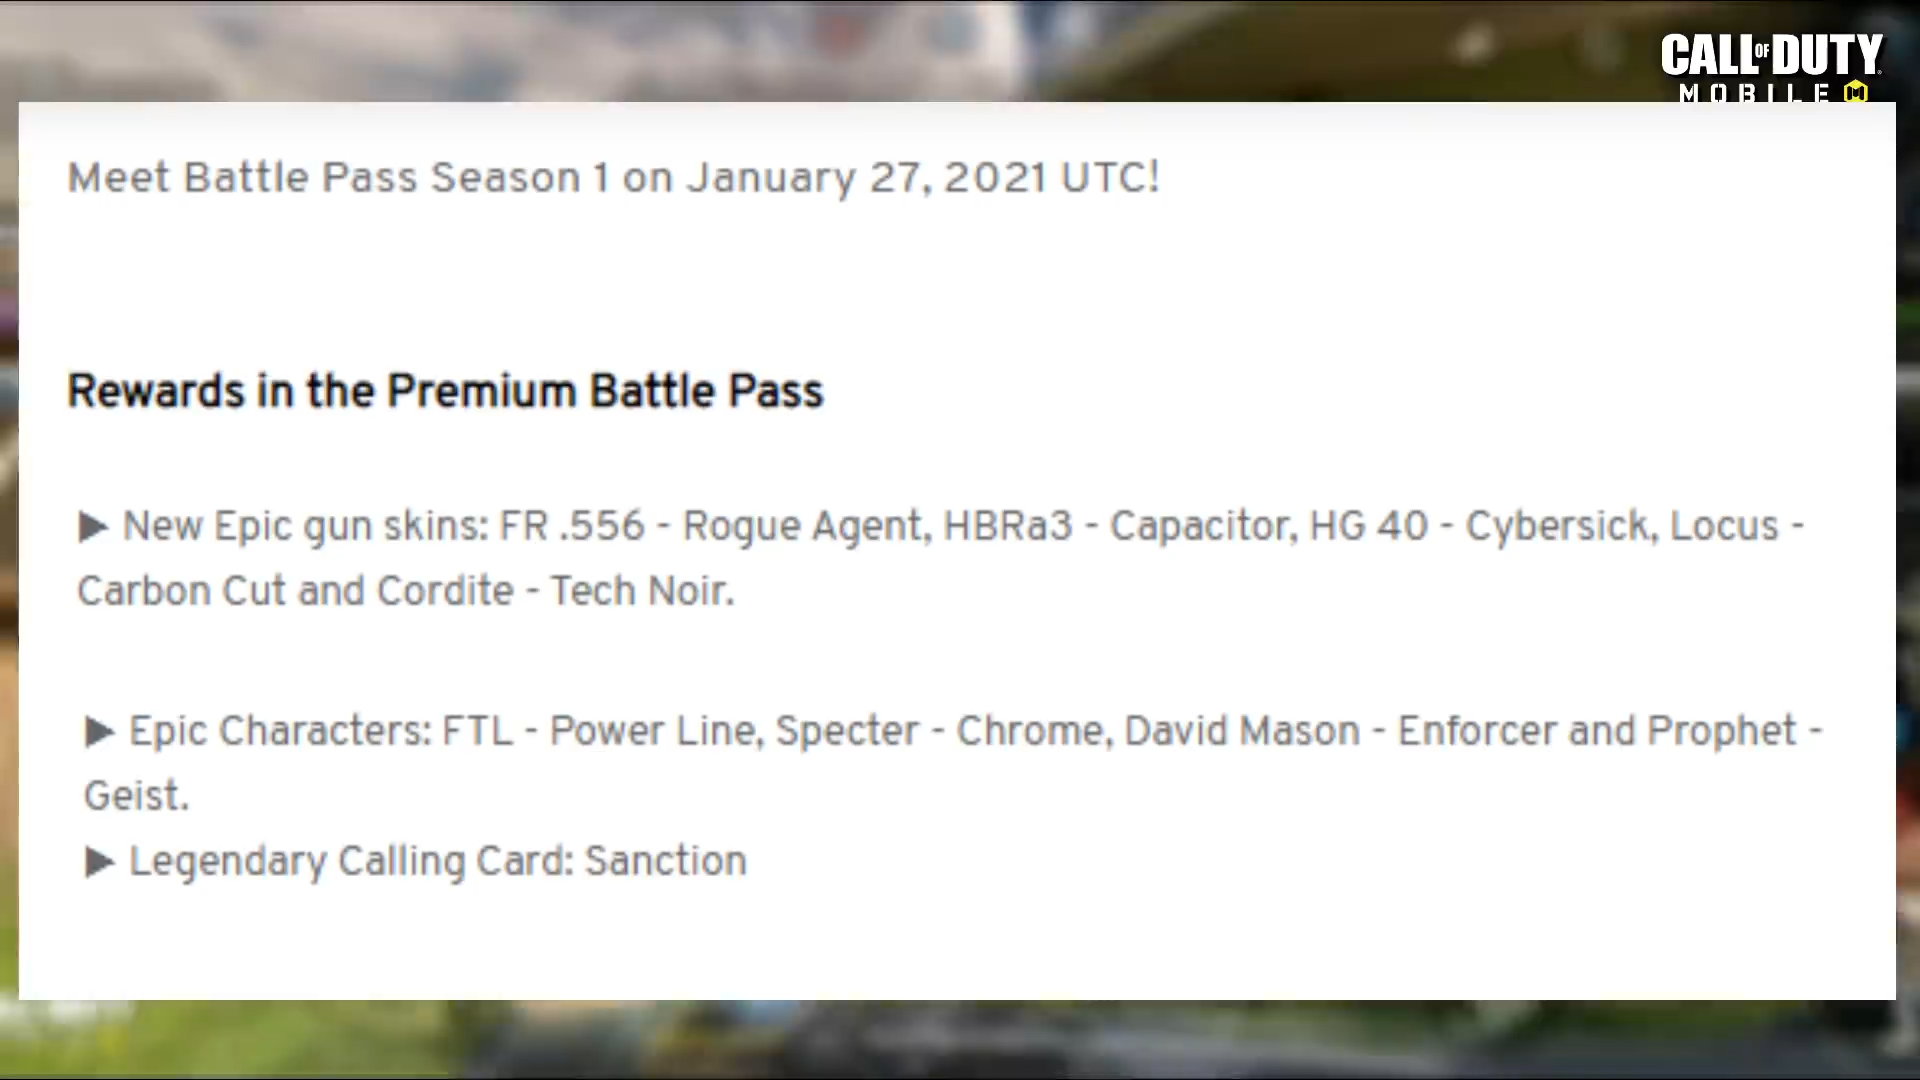 CALL OF DUTY
MOBILE
Meet Battle Pass Season 1 on January 27, 2021 UTC!
Rewards in the Premium Battle Pass
▶ New Epic gun skins: FR .556 - Rogue Agent, HBRa3 - Capacitor, HG 40 - Cybersick, Locus -
Carbon Cut and Cordite - Tech Noir.
▶ Epic Characters: FTL - Power Line, Specter - Chrome, David Mason - Enforcer and Prophet -
Geist.
▶ Legendary Calling Card: Sanction